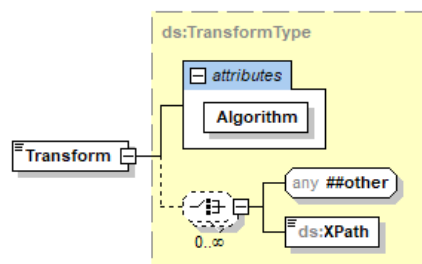 ds:TransformType
attributes
Algorithm
Transform
any ##other
0..∞
ds:XPath